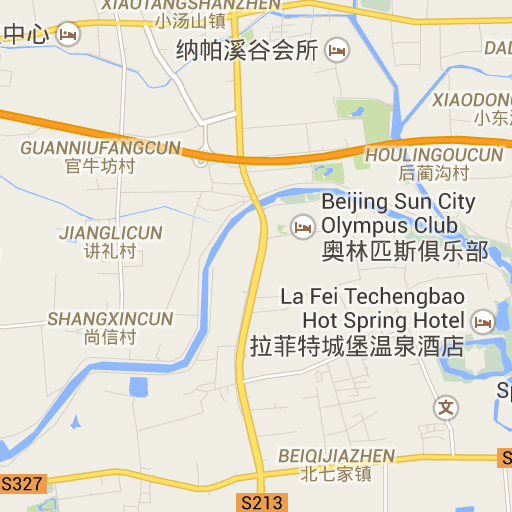 XIAOTANGSHANZHEN
小汤山镇
中心
纳帕溪谷会所
XIAODONG
小东
GUANNIUFANGCUN
官牛坊村
HOULINGOUCUN
后蔺沟村
Beijing Sun City
Olympus Club
奥林匹斯俱乐部
JIANGLICUN
讲礼村
La Fei Techengbao
Hot Spring Hotel
拉菲特城堡温泉酒店
SHANGXINCUN
尚信村
Sp
文
BEIQIJIAZHEN
北七家镇
S327
S213